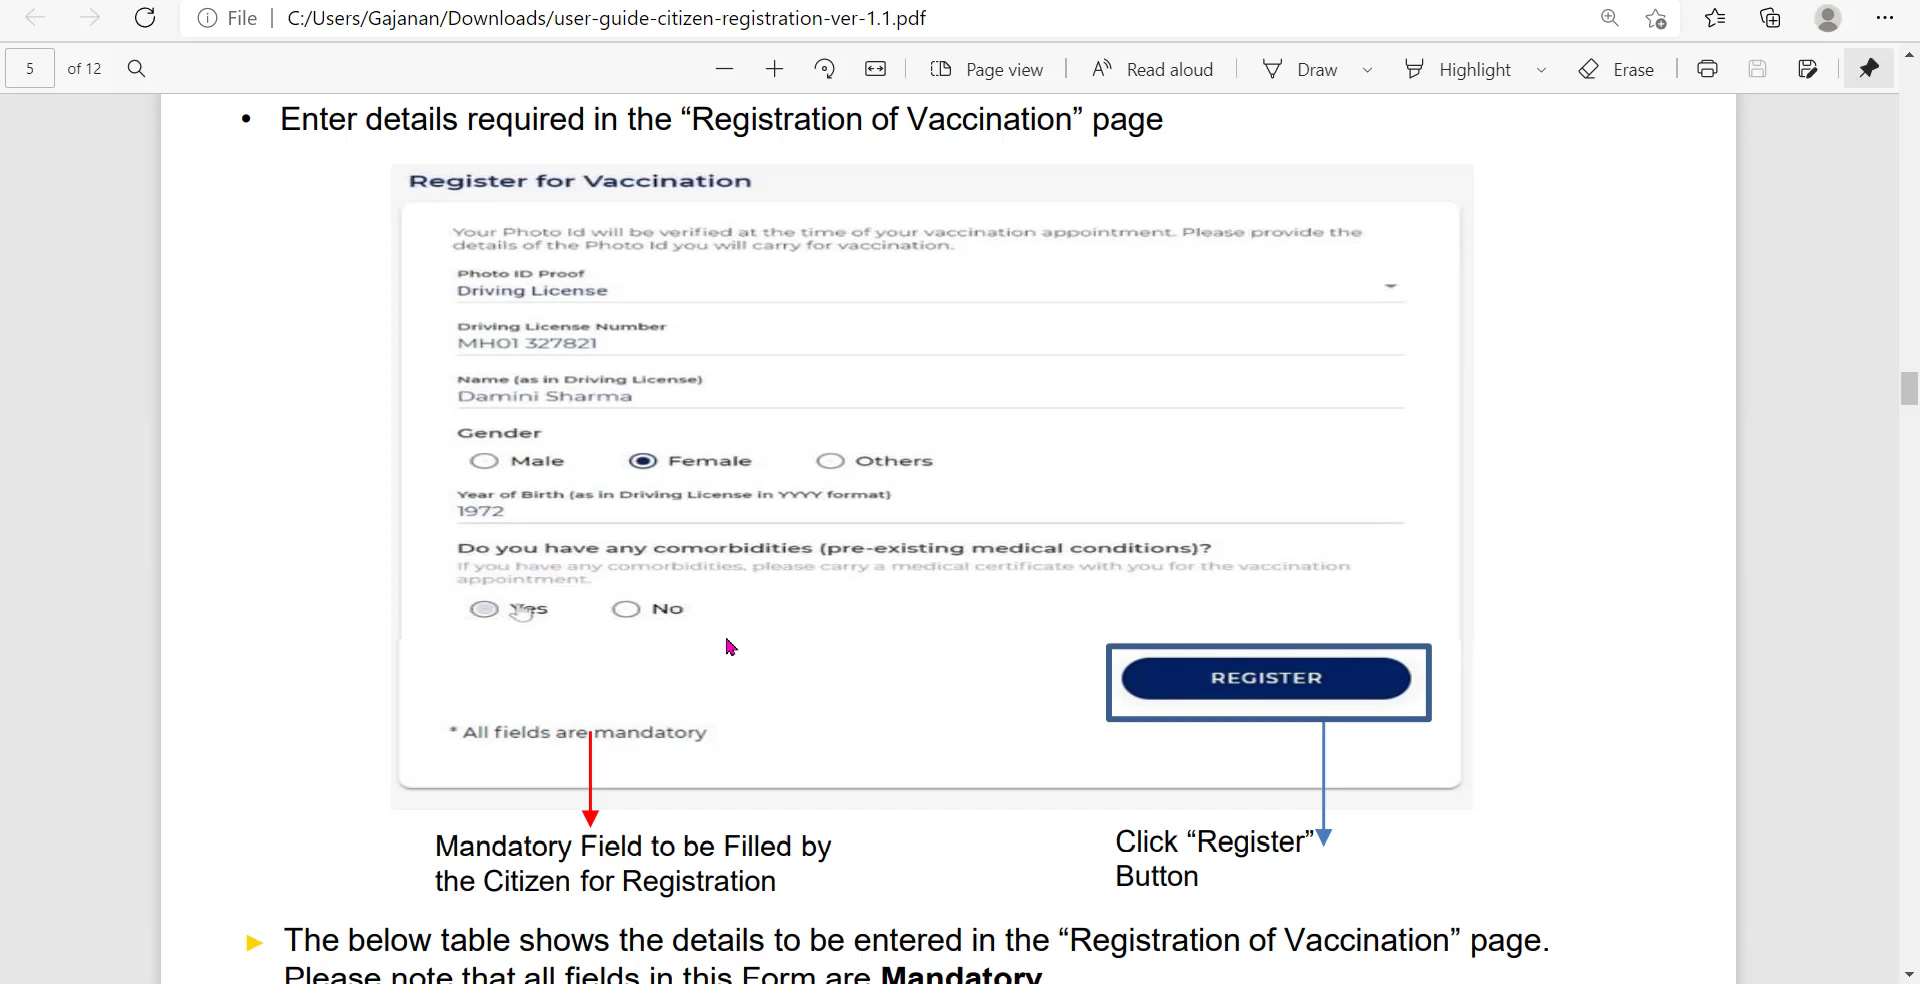 File | C:/Users/Gajanan/Downloads/user-guide-citizen-registration-ver-1.1.pdf
5 of 12 Page view Read aloud Draw Highlight Erase
• Enter details required in the “Registration of Vaccination” page
Register for Vaccination
Your Photo Id will be verified at the time of your vaccination appointment. Please provide the
details of the Photo Id you will carry for vaccination.
Photo ID Proof
Driving License
Driving License Number
MH01 327821
Name (as in Driving License)
Damini Sharma
Gender
Male Female Others
Year of Birth (as in Driving License in YYYY format)
1972
Do you have any comorbidities (pre-existing medical conditions)?
If you have any comorbidities, please carry a medical certificate with you for the vaccination
appointment.
Yes No
REGISTER
* All fields are mandatory
Mandatory Field to be Filled by
the Citizen for Registration
Click “Register”
Button
The below table shows the details to be entered in the “Registration of Vaccination” page.
Please note that all fields in this Form are Mandatory